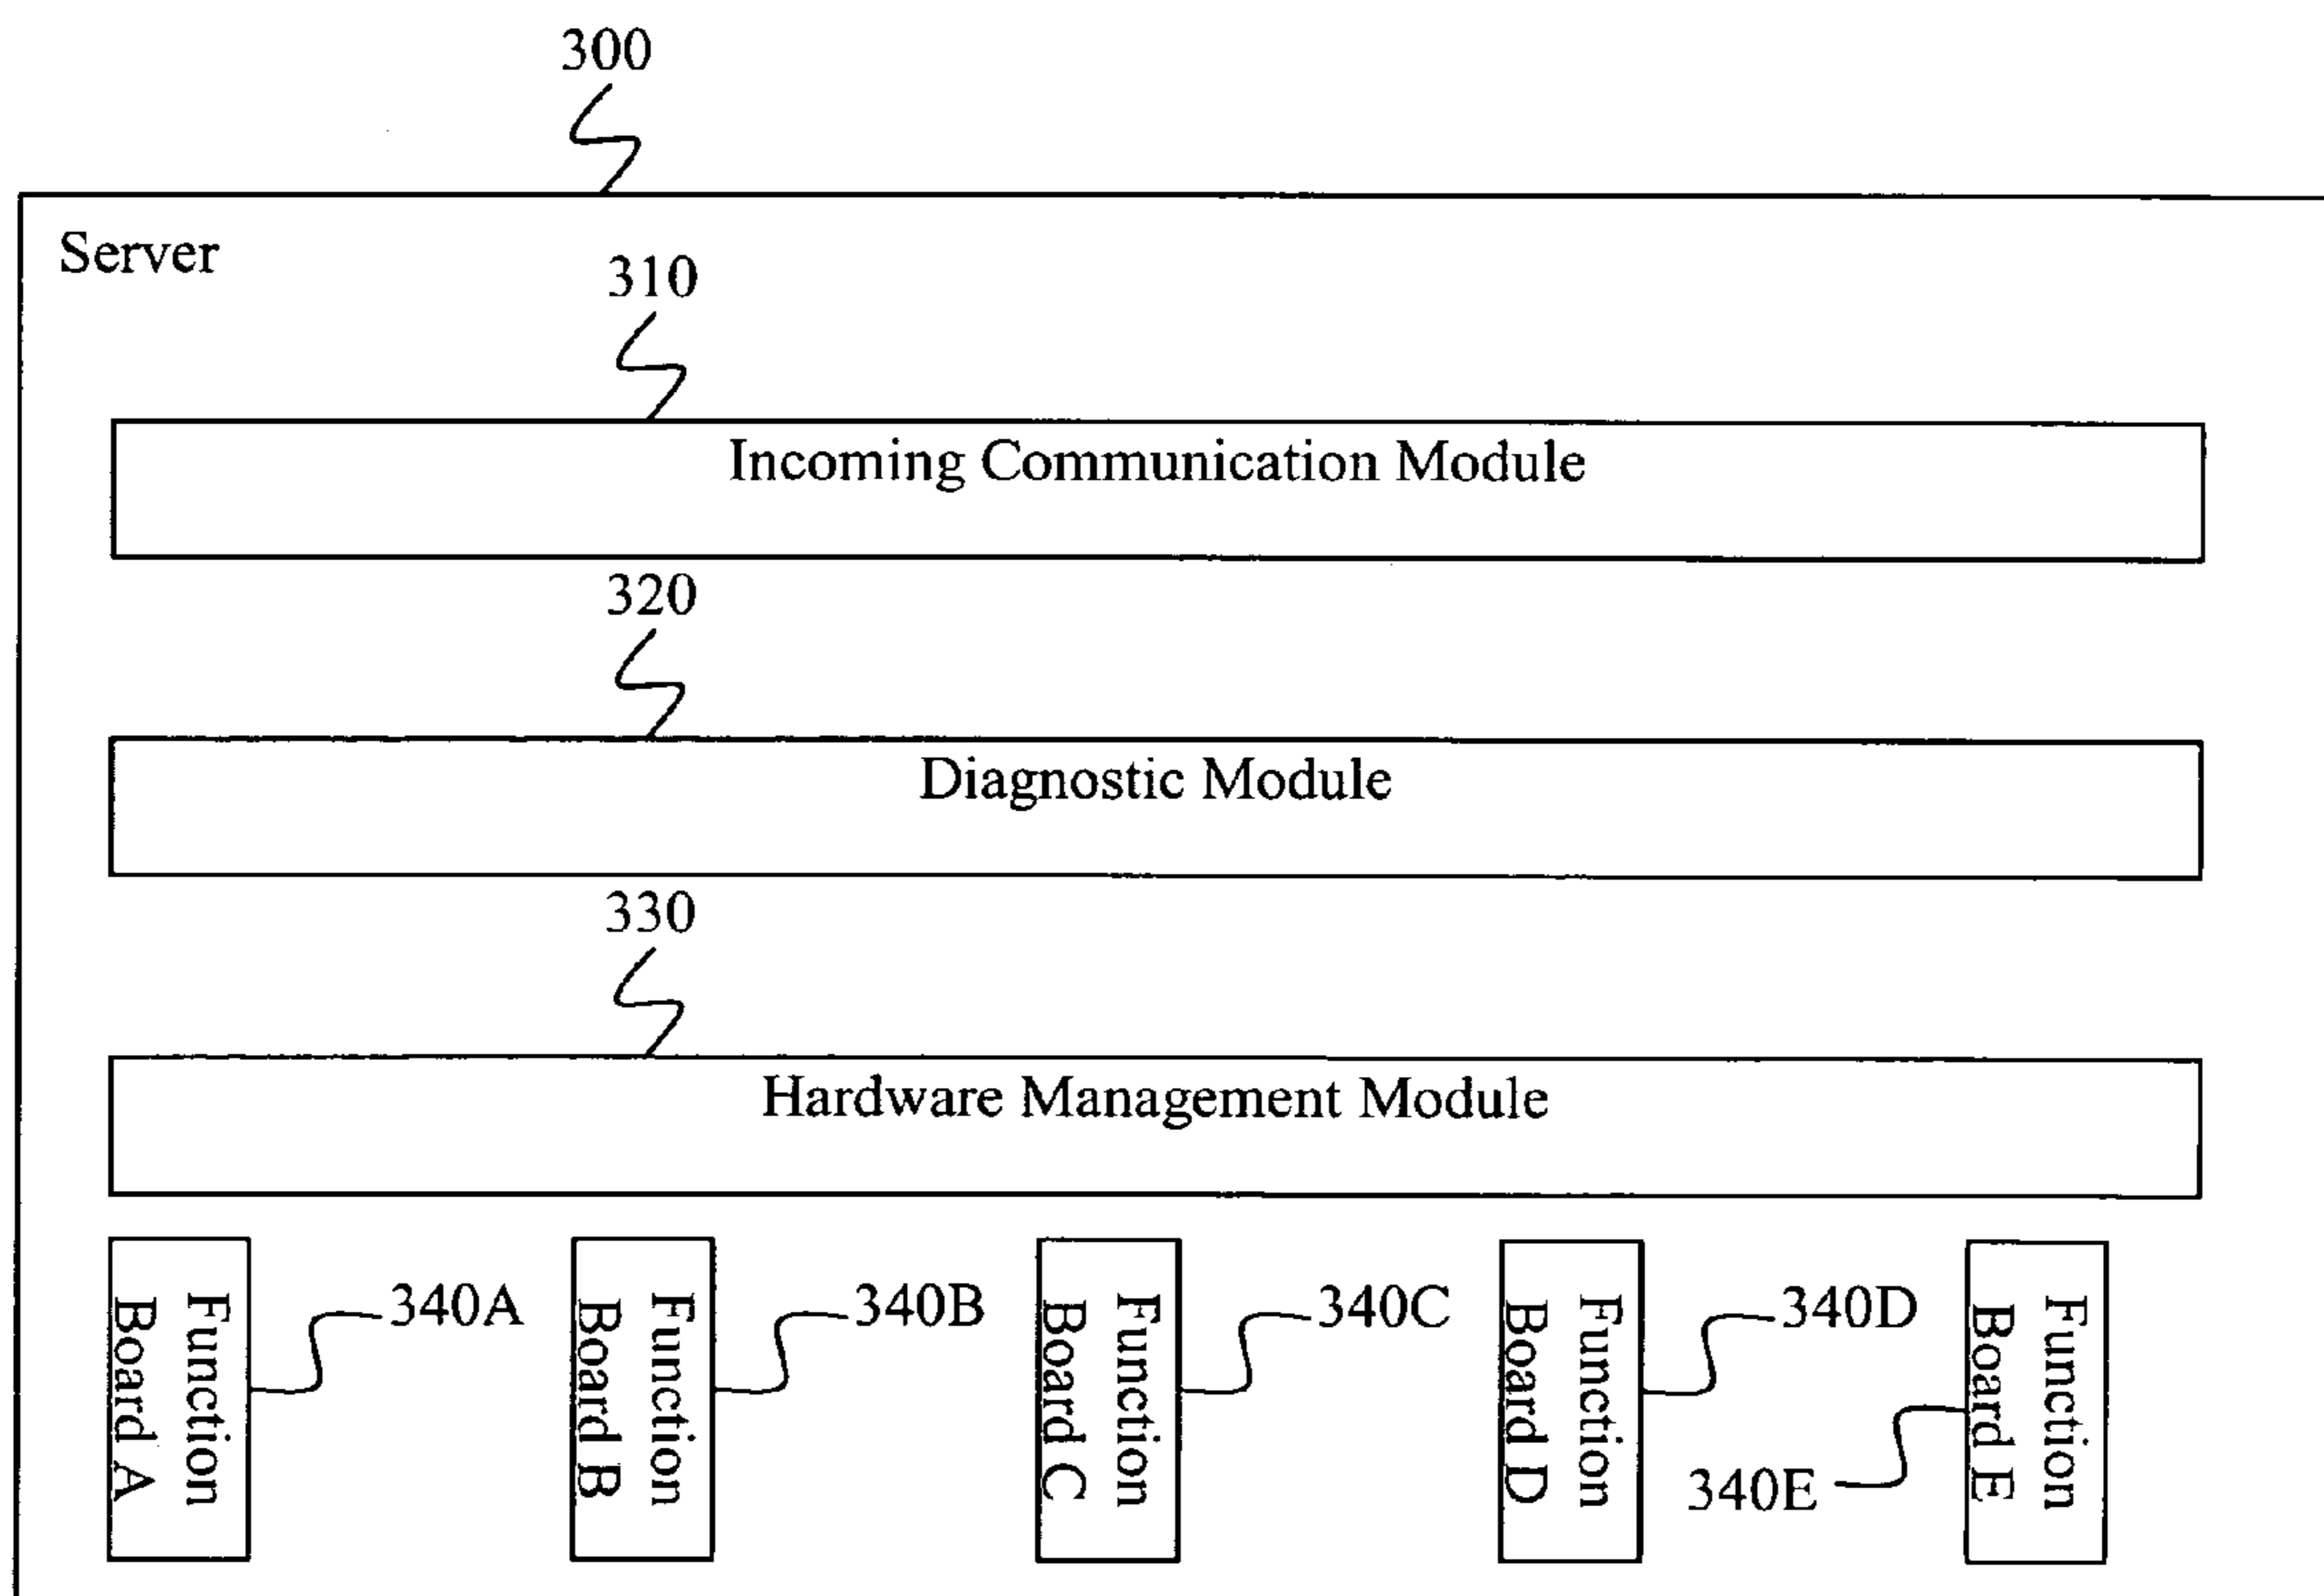 300
Server
310
Incoming Communication Module
320
Diagnostic Module
330
Hardware Management Module
Function
Board A
340A
Function
Board B
340B
Function
Board C
340C
Function
Board D
340D
340E
Function
Board E